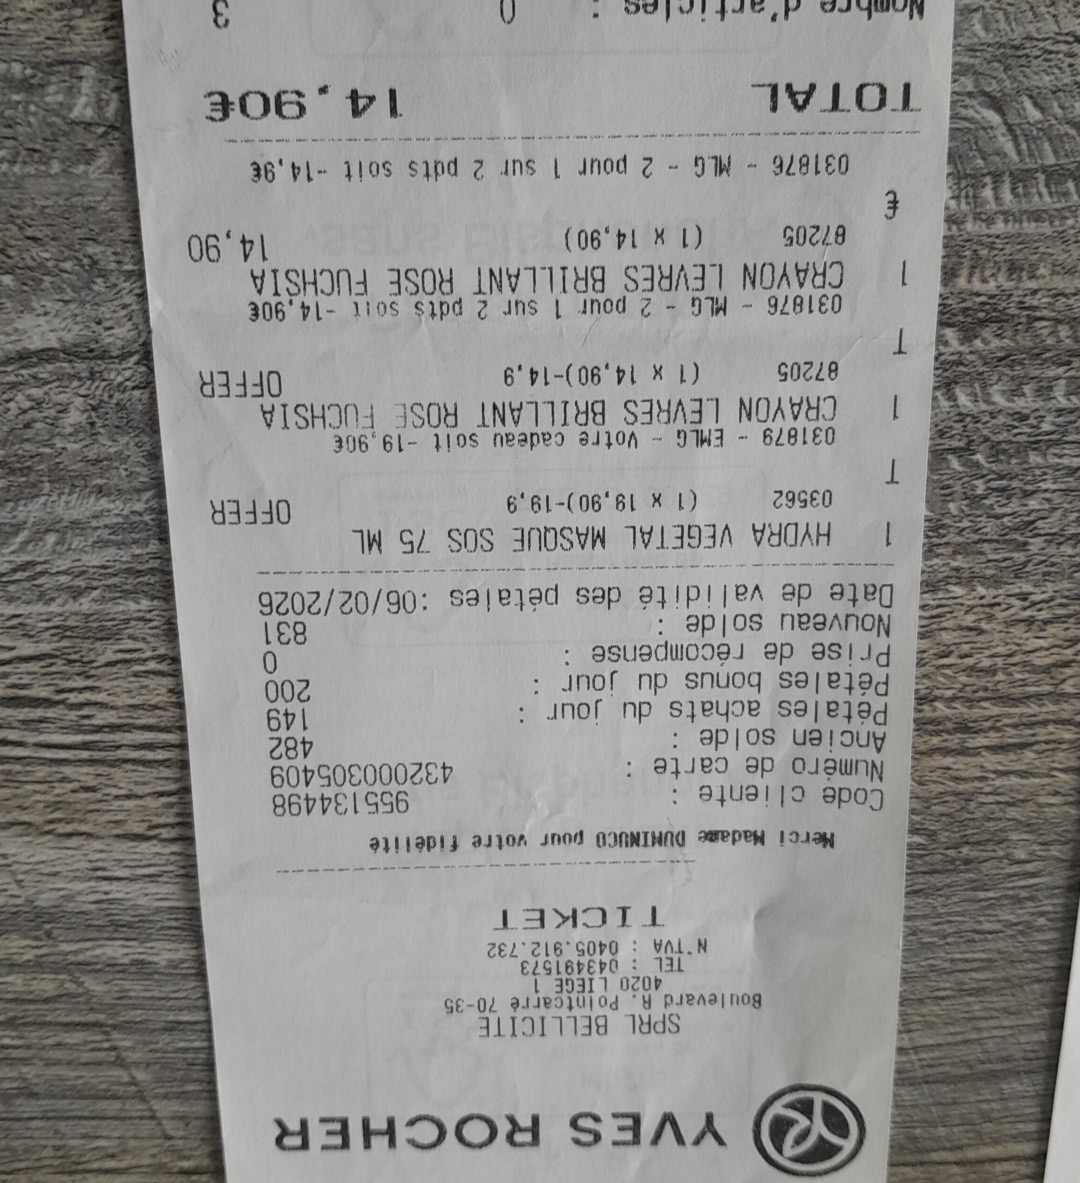 YVES ROCHER
SPRL BELLICITE
Boulevard R. Pointcarré 70-35
4020 LIEGE 1
TEL : 043491573
N°TVA : 0405.912.732
TICKET
Merci Madame DUMINUCO pour votre fidélité
Code cliente : 955134498
Numéro de carte : 4320003054​09
Ancien solde : 482
Pétales achats du jour : 149
Pétales bonus du jour : 200
Prise de récompense : 0
Nouveau solde : 831
Date de validité des pétales :06/02/2026
1 HYDRA VEGETAL MASQUE SOS 75 ML
03562 (1 x 19,90)-19,9 OFFER
T
031879 - EMLG - Votre cadeau soit -19,90€
1 CRAYON LEVRES BRILLANT ROSE FUCHSIA
87205 (1 x 14,90)-14,9 OFFER
T
031876 - MLG - 2 pour 1 sur 2 pdts soit -14,90€
1 CRAYON LEVRES BRILLANT ROSE FUCHSIA
87205 (1 x 14,90) 14,90
€
031876 - MLG - 2 pour 1 sur 2 pdts soit -14,9€
TOTAL 14,90€
Nombre d'articles : 0 3